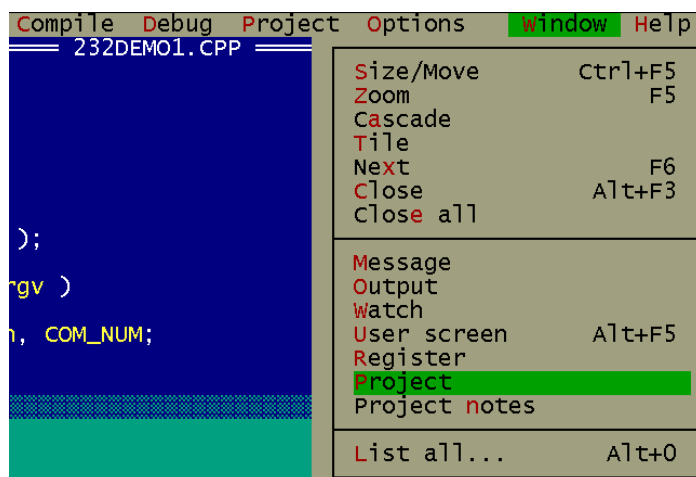 Compile Debug Project Options Window Help
232DEMO1.CPP
Size/Move Ctrl+F5
Zoom F5
Cascade
Tile
Next F6
Close Alt+F3
Close all
);
Message
rgv )
Output
Watch
n, COM_NUM;
User screen Alt+F5
Register
Project
Project notes
List all... Alt+0